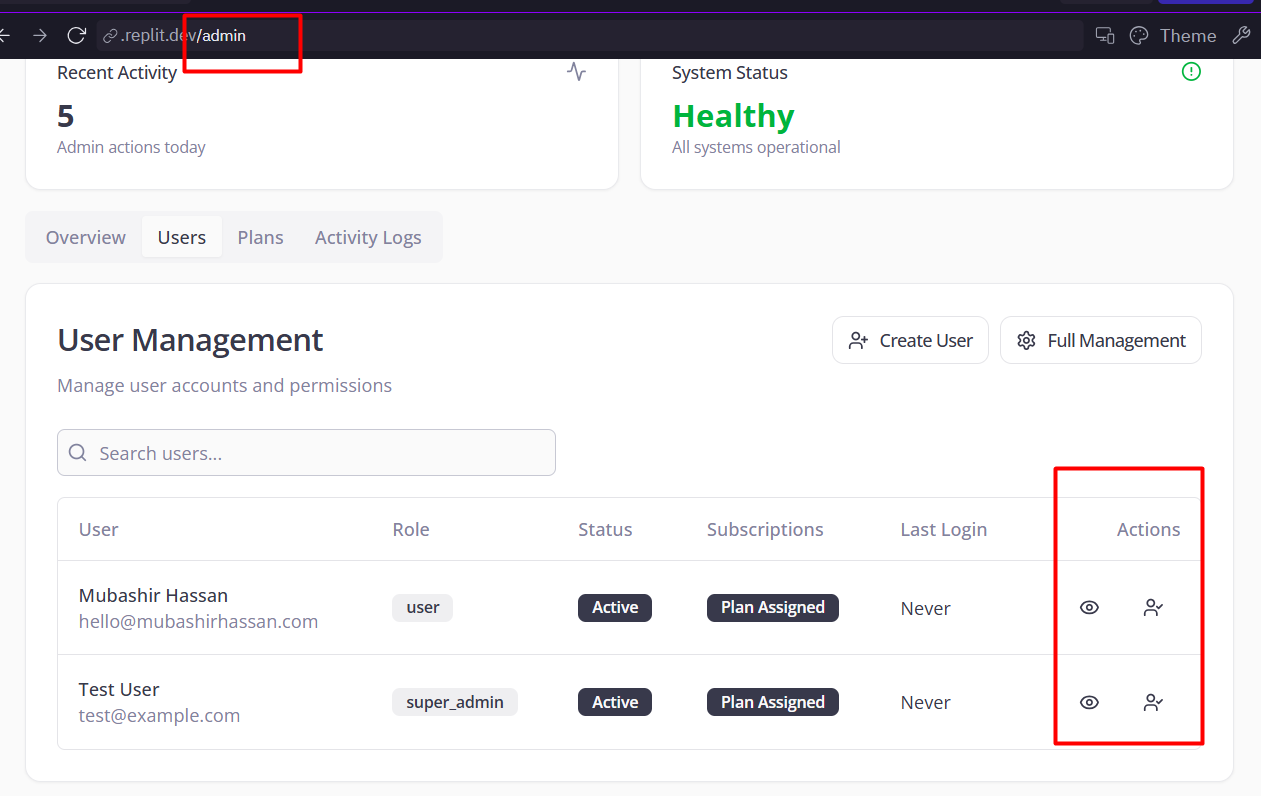 .replit.dev/admin
Theme
Recent Activity
5
Admin actions today
System Status
Healthy
All systems operational
Overview
Users
Plans
Activity Logs
User Management
Manage user accounts and permissions
Create User
Full Management
Search users...
User Role Status Subscriptions Last Login Actions
Mubashir Hassan
hello@mubashirhassan.com
user
Active
Plan Assigned
Never
Test User
test@example.com
super_admin
Active
Plan Assigned
Never